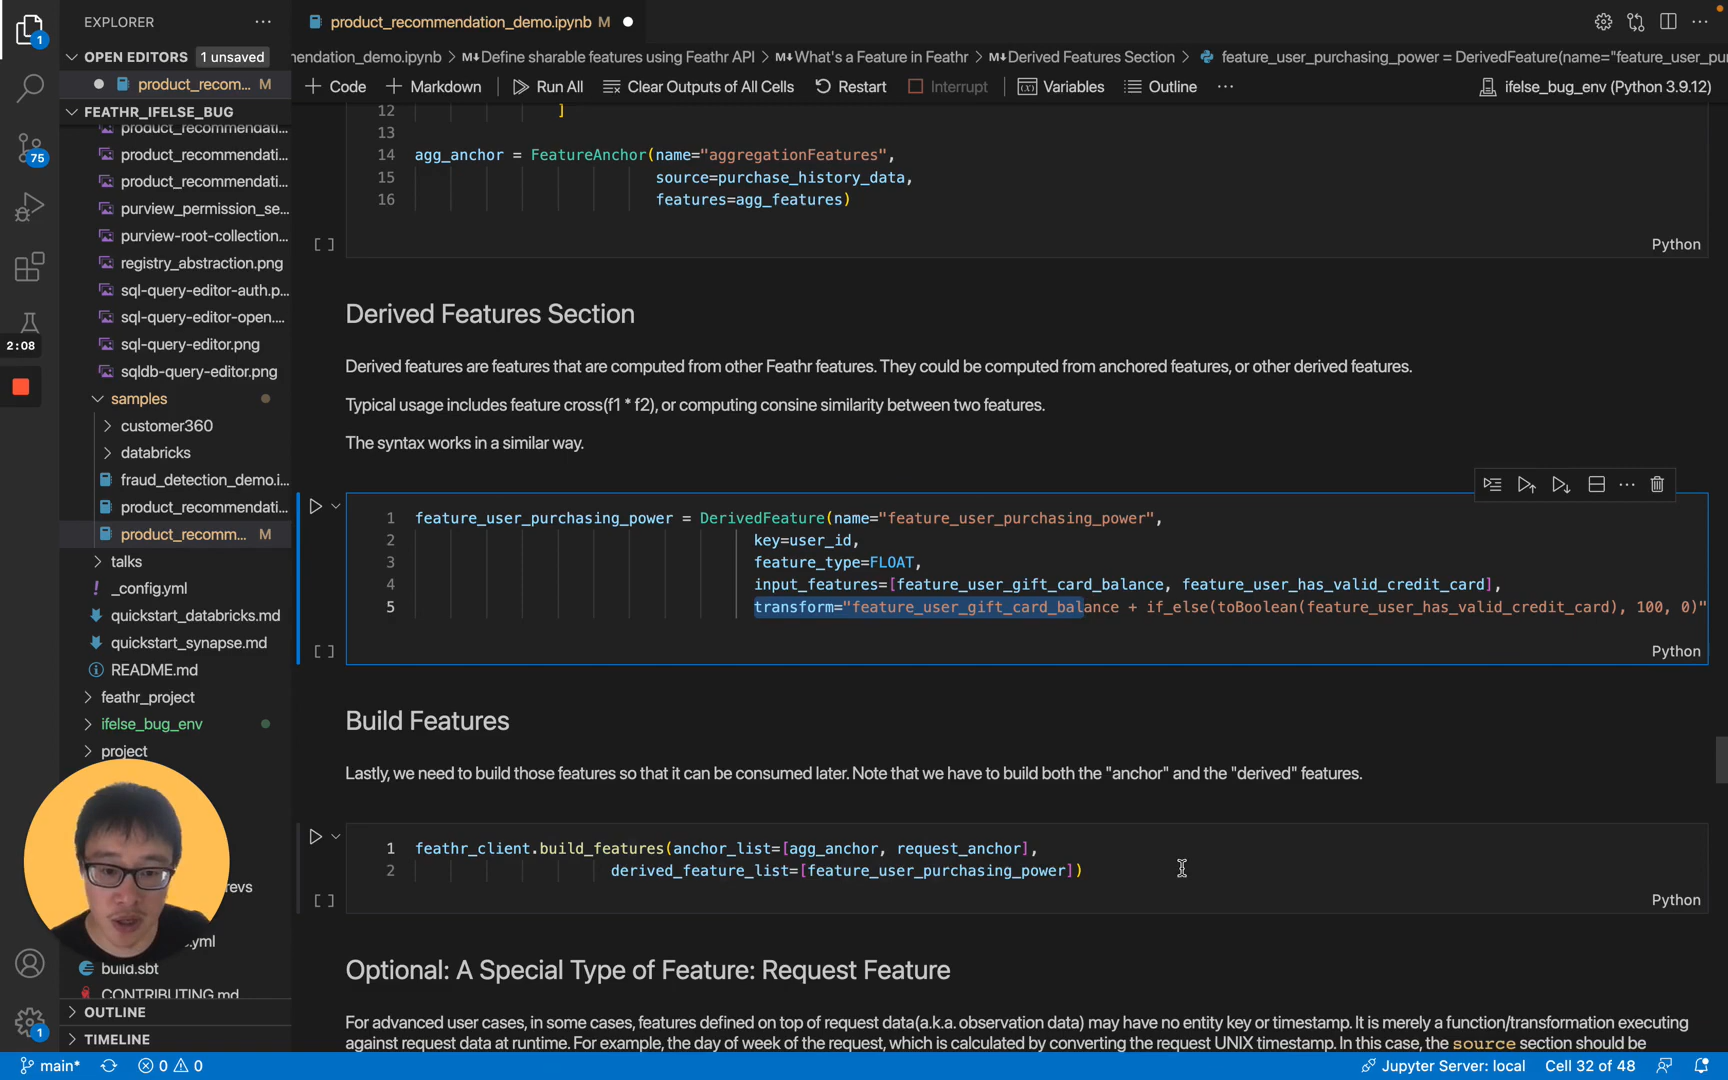 EXPLORER
product_recommendation_demo.ipynb M
OPEN EDITORS 1 unsaved
mendation_demo.ipynb > Define sharable features using Feathr API > What's a Feature in Feathr > Derived Features Section > feature_user_purchasing_power = DerivedFeature(name="feature_user_pu
product_recom... M
Code Markdown Run All Clear Outputs of All Cells Restart Interrupt Variables Outline ifelse_bug_env (Python 3.9.12)
FEATHR_IFELSE_BUG
product_recommendati...
product_recommendati...
product_recommendati...
purview_permission_se...
purview-root-collection...
registry_abstraction.png
sql-query-editor-auth.p...
sql-query-editor-open....
sql-query-editor.png
sqldb-query-editor.png
samples
customer360
databricks
fraud_detection_demo.i...
product_recommendati...
product_recomm... M
talks
_config.yml
quickstart_databricks.md
quickstart_synapse.md
README.md
feathr_project
ifelse_bug_env
project
revs
.yml
build.sbt
CONTRIBUTING.md
OUTLINE
TIMELINE
1
75
2:08
1
12 ]
13
14 agg_anchor = FeatureAnchor(name="aggregationFeatures",
15 source=purchase_history_data,
16 features=agg_features)
[ ] Python
Derived Features Section
Derived features are features that are computed from other Feathr features. They could be computed from anchored features, or other derived features.
Typical usage includes feature cross(f1 * f2), or computing consine similarity between two features.
The syntax works in a similar way.
1 feature_user_purchasing_power = DerivedFeature(name="feature_user_purchasing_power",
2 key=user_id,
3 feature_type=FLOAT,
4 input_features=[feature_user_gift_card_balance, feature_user_has_valid_credit_card],
5 transform="feature_user_gift_card_balance + if_else(toBoolean(feature_user_has_valid_credit_card), 100, 0)"
[ ] Python
Build Features
Lastly, we need to build those features so that it can be consumed later. Note that we have to build both the "anchor" and the "derived" features.
1 feathr_client.build_features(anchor_list=[agg_anchor, request_anchor],
2 derived_feature_list=[feature_user_purchasing_power])
[ ] Python
Optional: A Special Type of Feature: Request Feature
For advanced user cases, in some cases, features defined on top of request data(a.k.a. observation data) may have no entity key or timestamp. It is merely a function/transformation executing
against request data at runtime. For example, the day of week of the request, which is calculated by converting the request UNIX timestamp. In this case, the source section should be
main* 0 0 Jupyter Server: local Cell 32 of 48